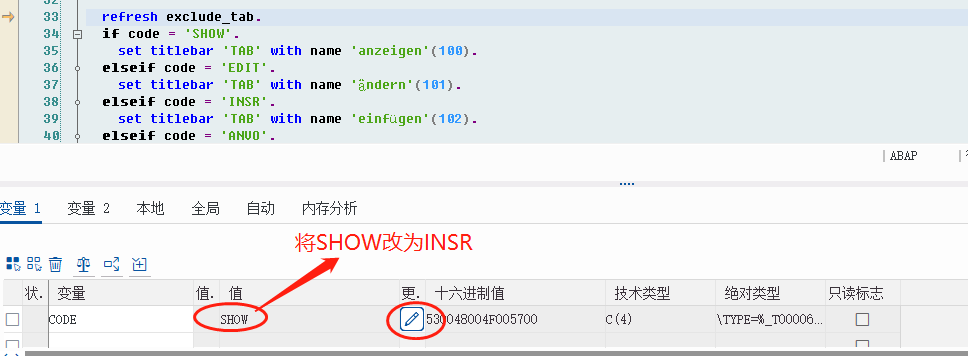 33 refresh exclude_tab.
34 if code = 'SHOW'.
35 set titlebar 'TAB' with name 'anzeigen'(100).
36 elseif code = 'EDIT'.
37 set titlebar 'TAB' with name 'ändern'(101).
38 elseif code = 'INSR'.
39 set titlebar 'TAB' with name 'einfügen'(102).
40 elseif code = 'ANVO'.
ABAP
变量 1 变量 2 本地 全局 自动 内存分析
将SHOW改为INSR
状. 变量 值. 值 更. 十六进制值 技术类型 绝对类型 只读标志
CODE SHOW 530048004F005700 C(4) \TYPE=%_T00006...